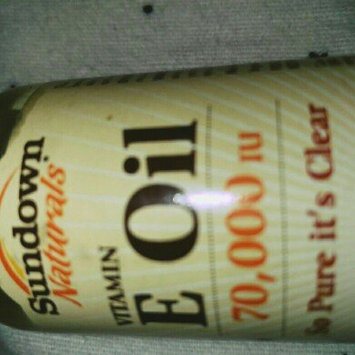 Sundown
Naturals
VITAMIN
E Oil
70,000 IU
So Pure it's Clear